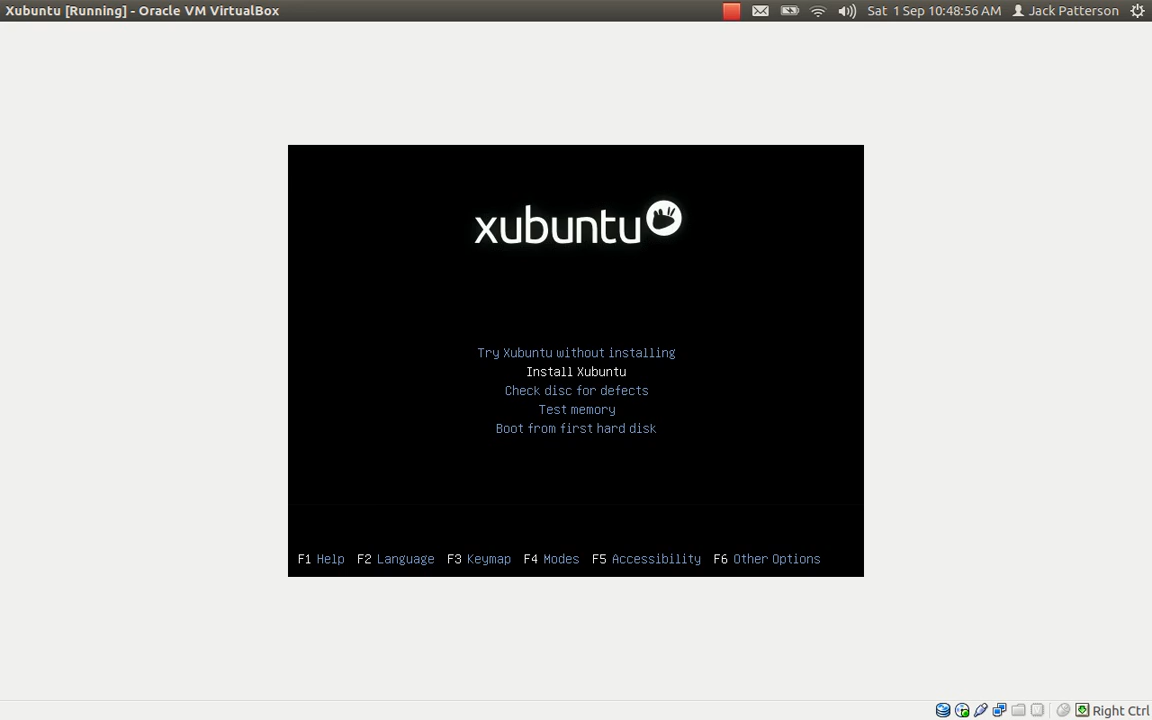 Xubuntu [Running] - Oracle VM VirtualBox
Sat 1 Sep 10:48:56 AM
Jack Patterson
xubuntu
Try Xubuntu without installing
Install Xubuntu
Check disc for defects
Test memory
Boot from first hard disk
F1 Help F2 Language F3 Keymap F4 Modes F5 Accessibility F6 Other Options
Right Ctrl